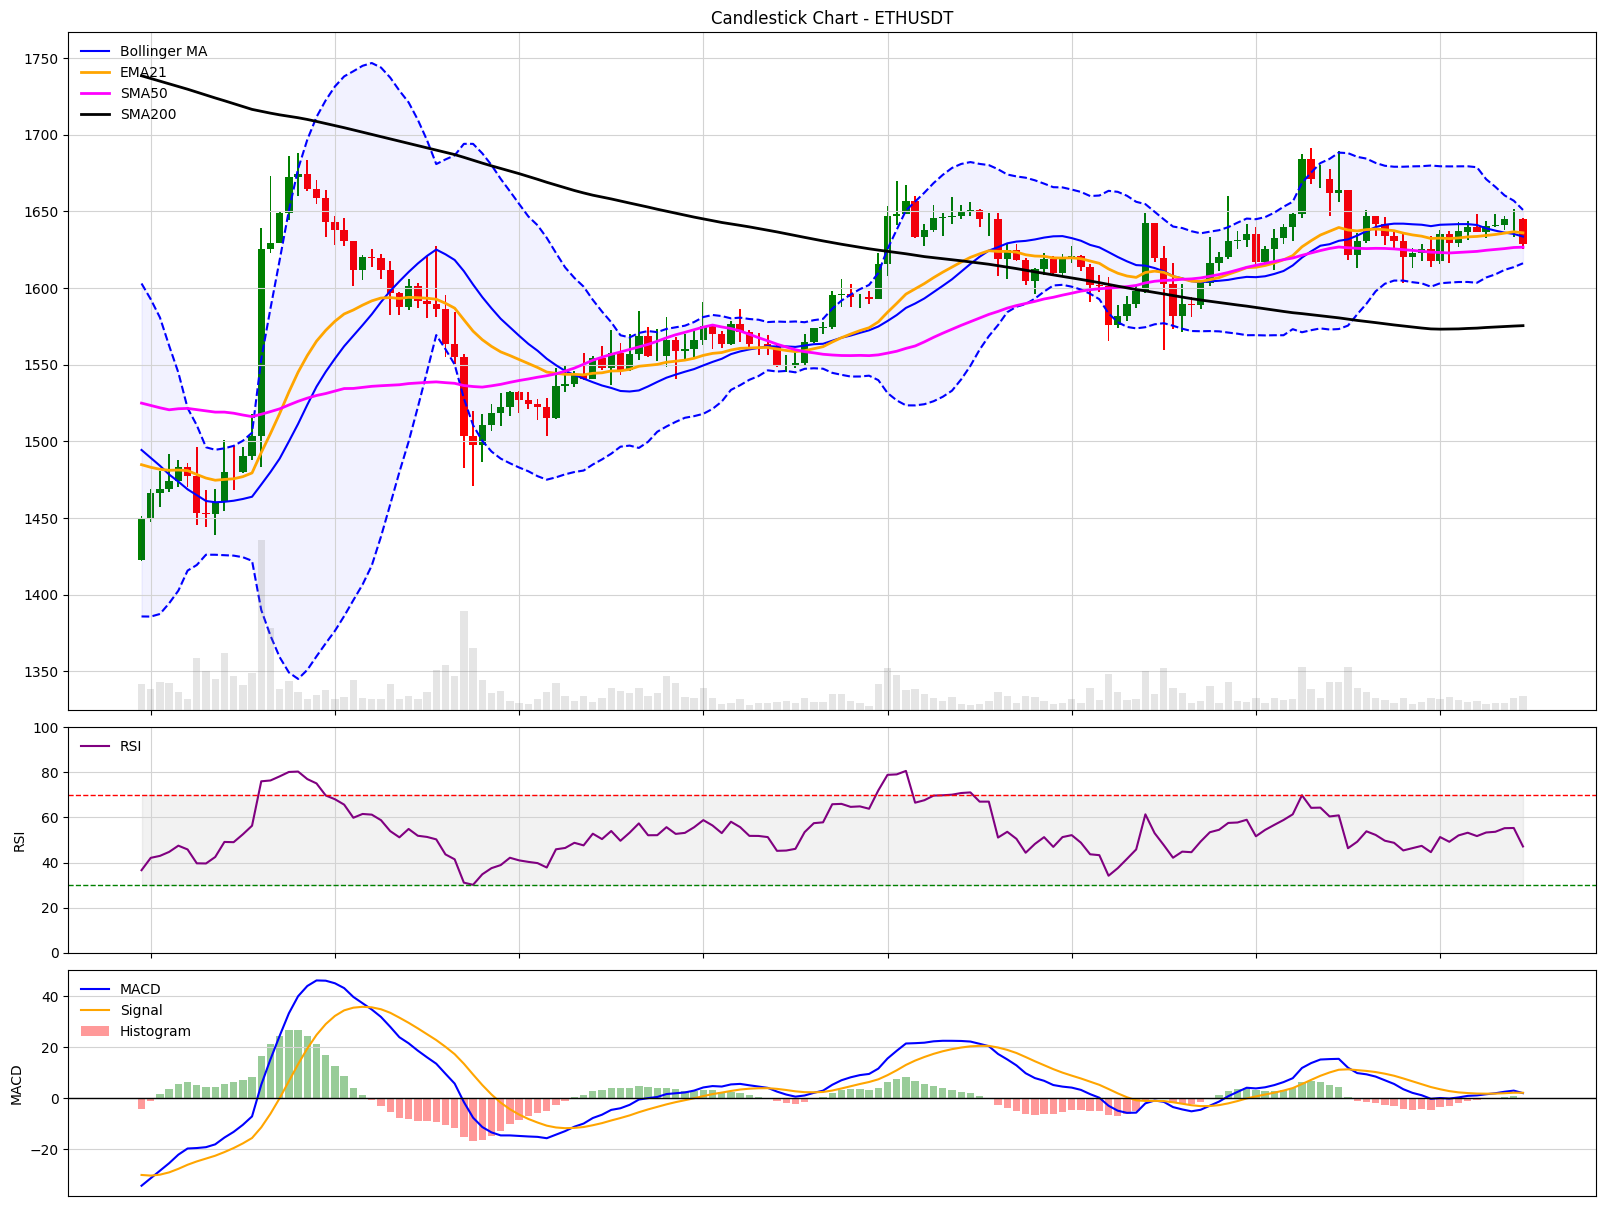 Candlestick Chart - ETHUSDT
Bollinger MA
EMA21
SMA50
SMA200
1750
1700
1650
1600
1550
1500
1450
1400
1350
RSI
100
80
60
40
20
0
RSI
MACD
Signal
Histogram
40
20
0
−20
MACD